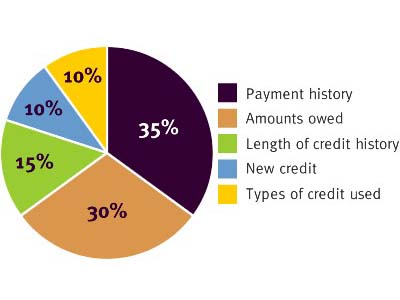 10%
10%
35%
15%
30%
Payment history
Amounts owed
Length of credit history
New credit
Types of credit used